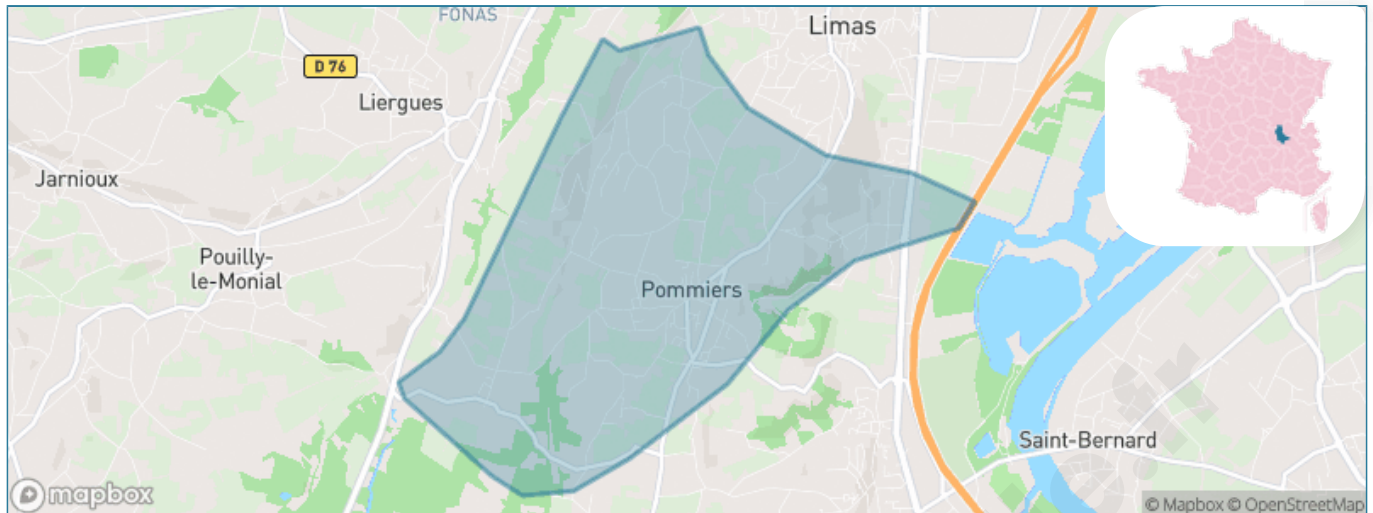 FONAS
Limas
D 76
Liergues
Jarnioux
Pouilly-
le-Monial
Pommiers
Saint-Bernard
mapbox
© Mapbox © OpenStreetMap